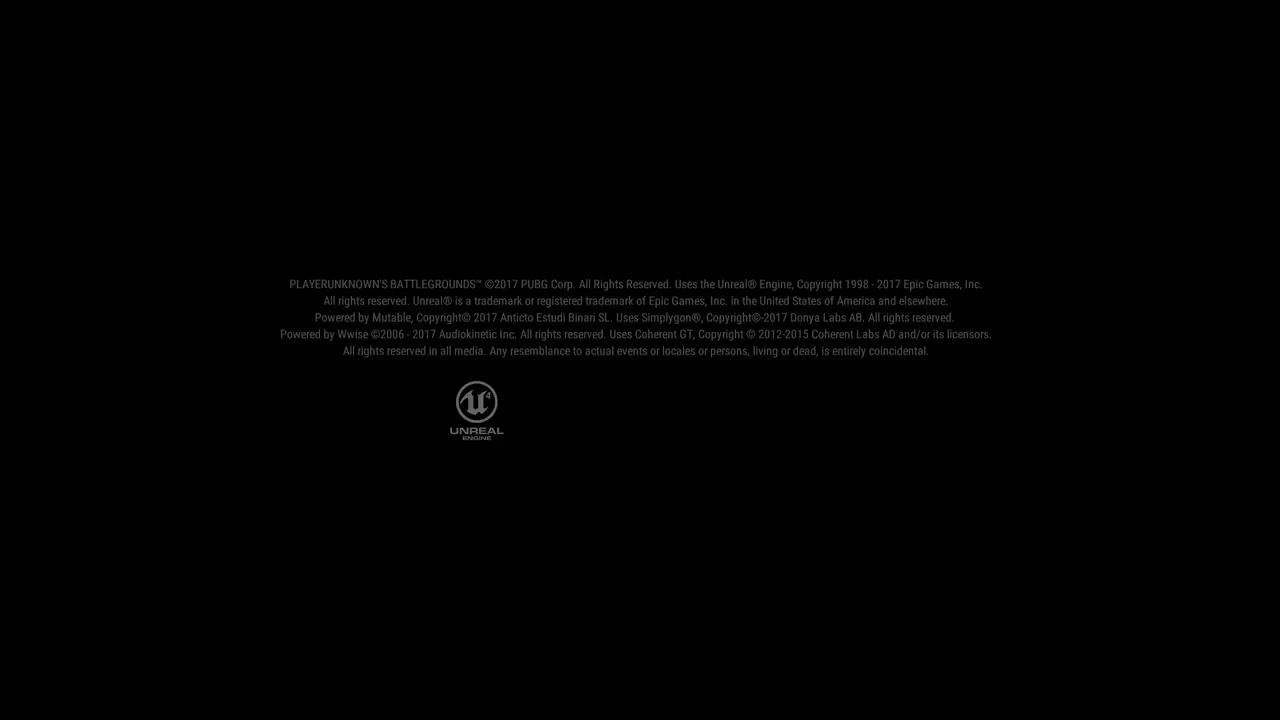 PLAYERUNKNOWN'S BATTLEGROUNDS™ ©2017 PUBG Corp. All Rights Reserved. Uses the Unreal® Engine, Copyright 1998 - 2017 Epic Games, Inc.
All rights reserved. Unreal® is a trademark or registered trademark of Epic Games, Inc. in the United States of America and elsewhere.
Powered by Mutable, Copyright© 2017 Anticto Estudi Binari SL. Uses Simplygon®, Copyright©-2017 Donya Labs AB. All rights reserved.
Powered by Wwise ©2006 - 2017 Audiokinetic Inc. All rights reserved. Uses Coherent GT, Copyright © 2012-2015 Coherent Labs AD and/or its licensors.
All rights reserved in all media. Any resemblance to actual events or locales or persons, living or dead, is entirely coincidental.
U4
UNREAL
ENGINE